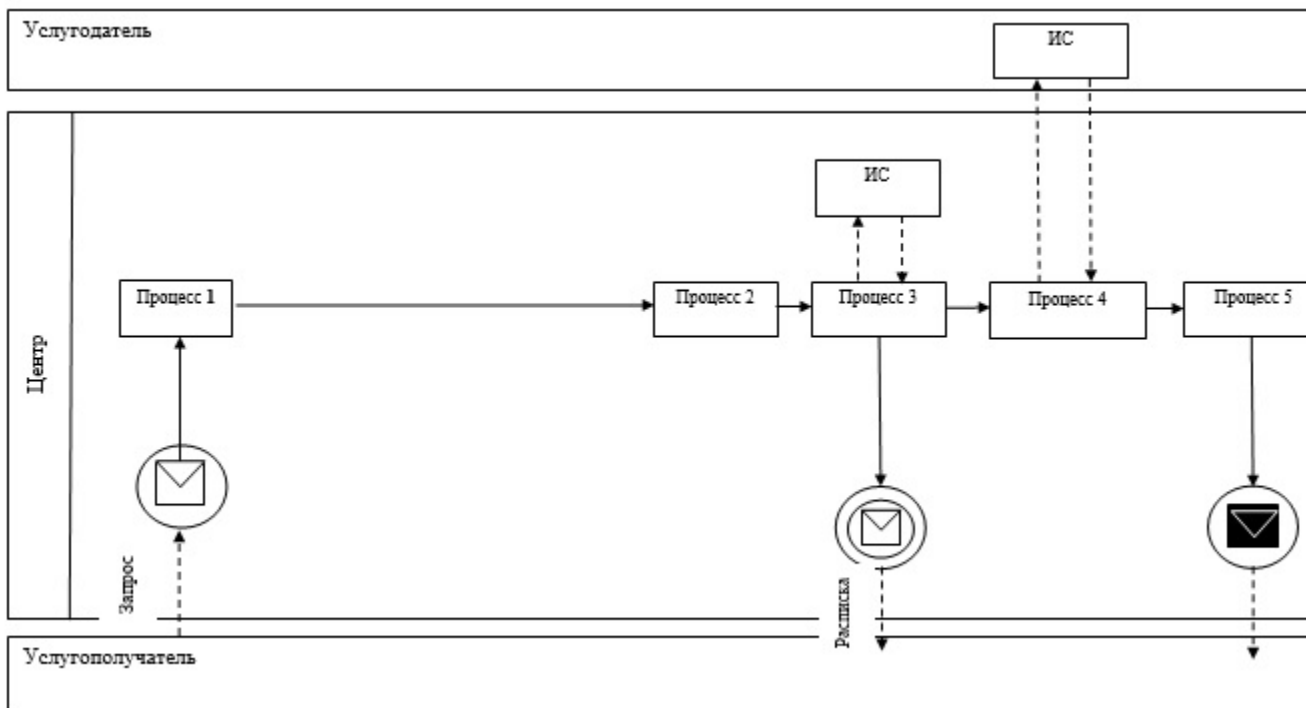 Услугодатель
ИС
ИС
Процесс 1
Процесс 2
Процесс 3
Процесс 4
Процесс 5
Центр
Запрос
Расписка
Услугополучатель